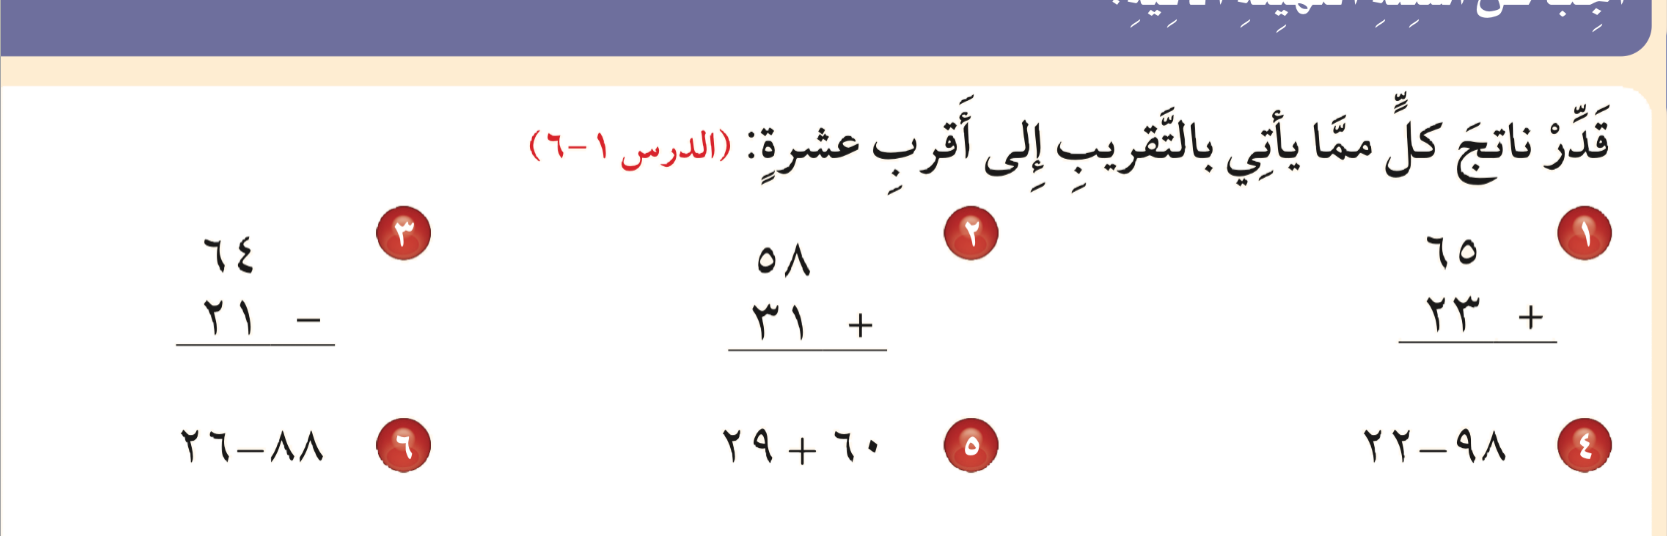 قَدِّرْ ناتجَ كلٍّ ممَّا يأتِي بالتَّقريبِ إلى أَقربِ عشرةٍ: (الدرس ١-٦)
١ ٢ ٣
٦٥ ٥٨ ٦٤
+ ٢٣ + ٣١ - ٢١
٤ ٩٨-٢٢ ٥ ٦٠ + ٢٩ ٦ ٨٨-٢٦